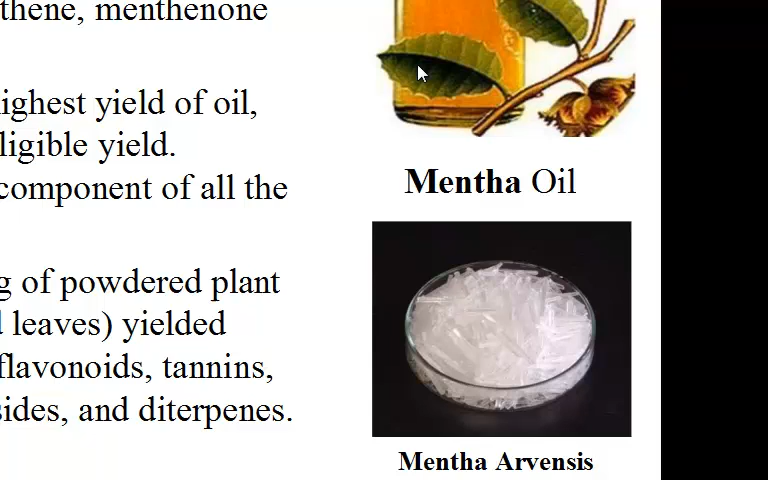 thene, menthenone
ighest yield of oil,
ligible yield.
component of all the
g of powdered plant
leaves) yielded
flavonoids, tannins,
sides, and diterpenes.
Mentha Oil
Mentha Arvensis